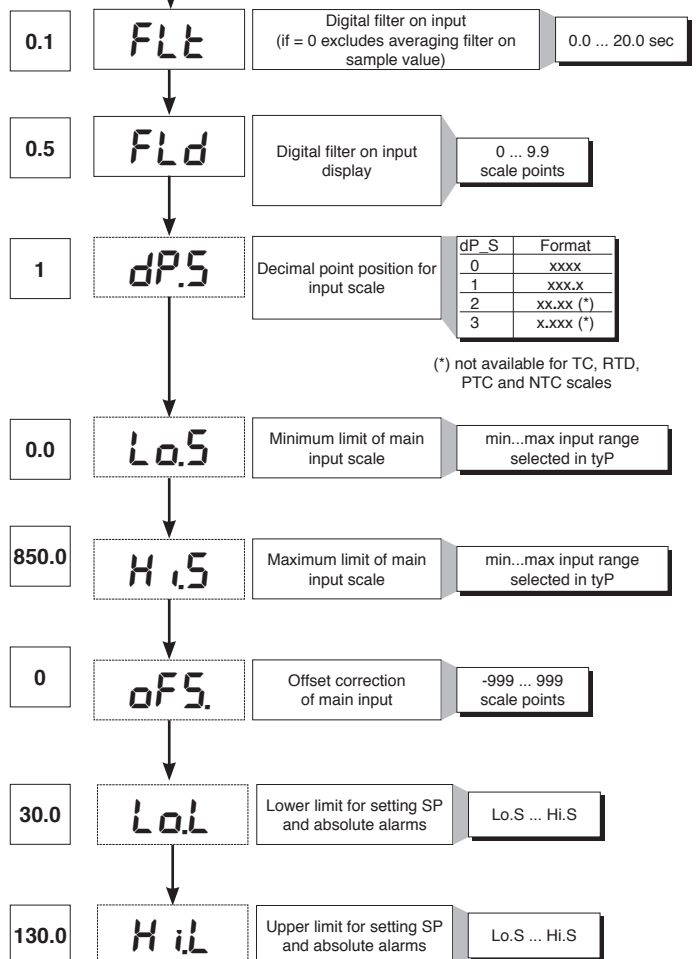 0.1
FLt
Digital filter on input
(if = 0 excludes averaging filter on
sample value)
0.0 ... 20.0 sec
0.5
FLd
Digital filter on input
display
0 ... 9.9
scale points
1
dP.S
Decimal point position for
input scale
dP_S Format
0 xxxx
1 xxx.x
2 xx.xx (*)
3 x.xxx (*)
(*) not available for TC, RTD,
PTC and NTC scales
0.0
Lo.S
Minimum limit of main
input scale
min...max input range
selected in tyP
850.0
Hi.S
Maximum limit of main
input scale
min...max input range
selected in tyP
0
oFS.
Offset correction
of main input
-999 ... 999
scale points
30.0
Lo.L
Lower limit for setting SP
and absolute alarms
Lo.S ... Hi.S
130.0
Hi.L
Upper limit for setting SP
and absolute alarms
Lo.S ... Hi.S